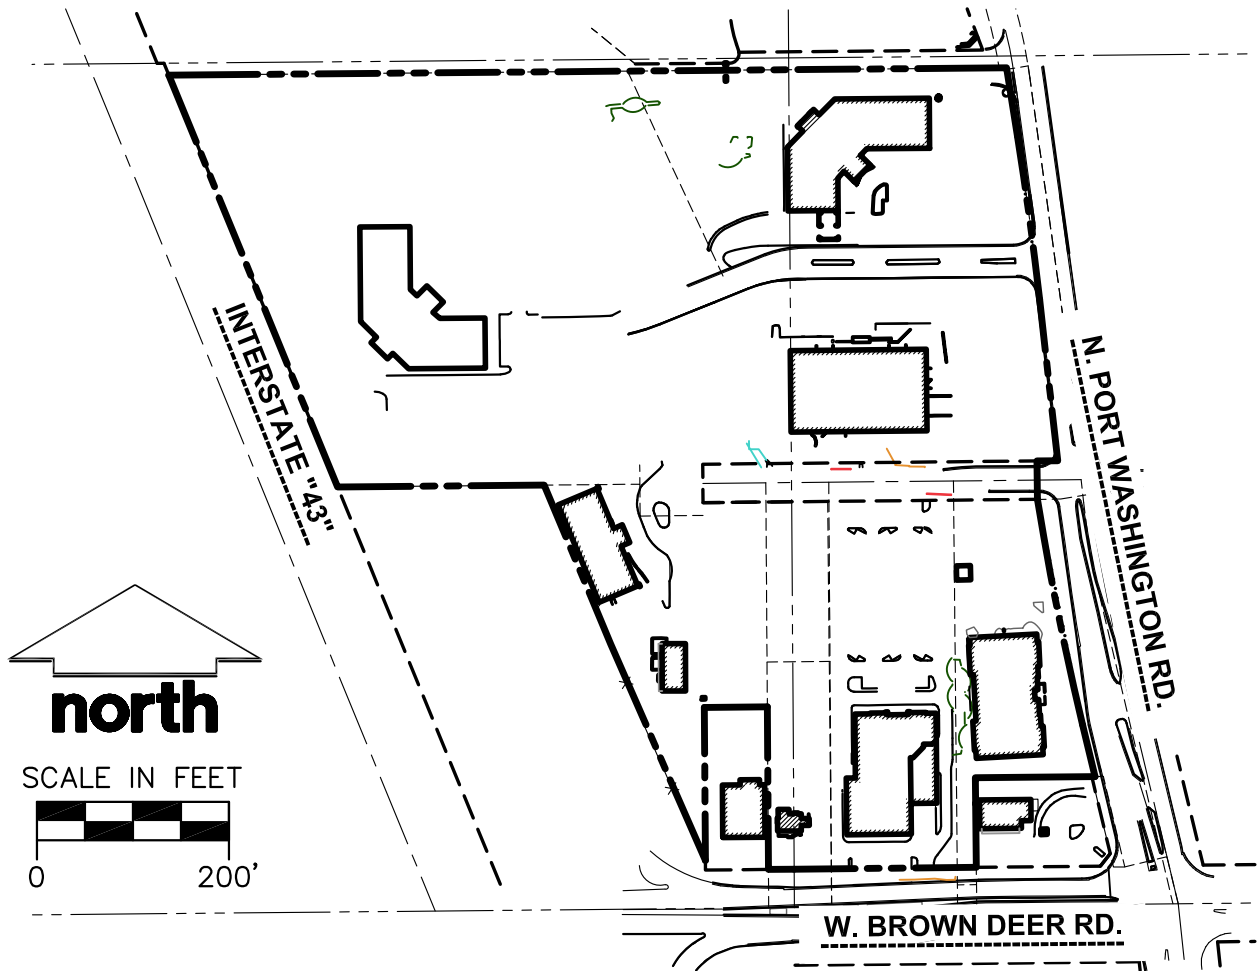 INTERSTATE "43"
N. PORT WASHINGTON RD.
north
SCALE IN FEET
0 200'
W. BROWN DEER RD.